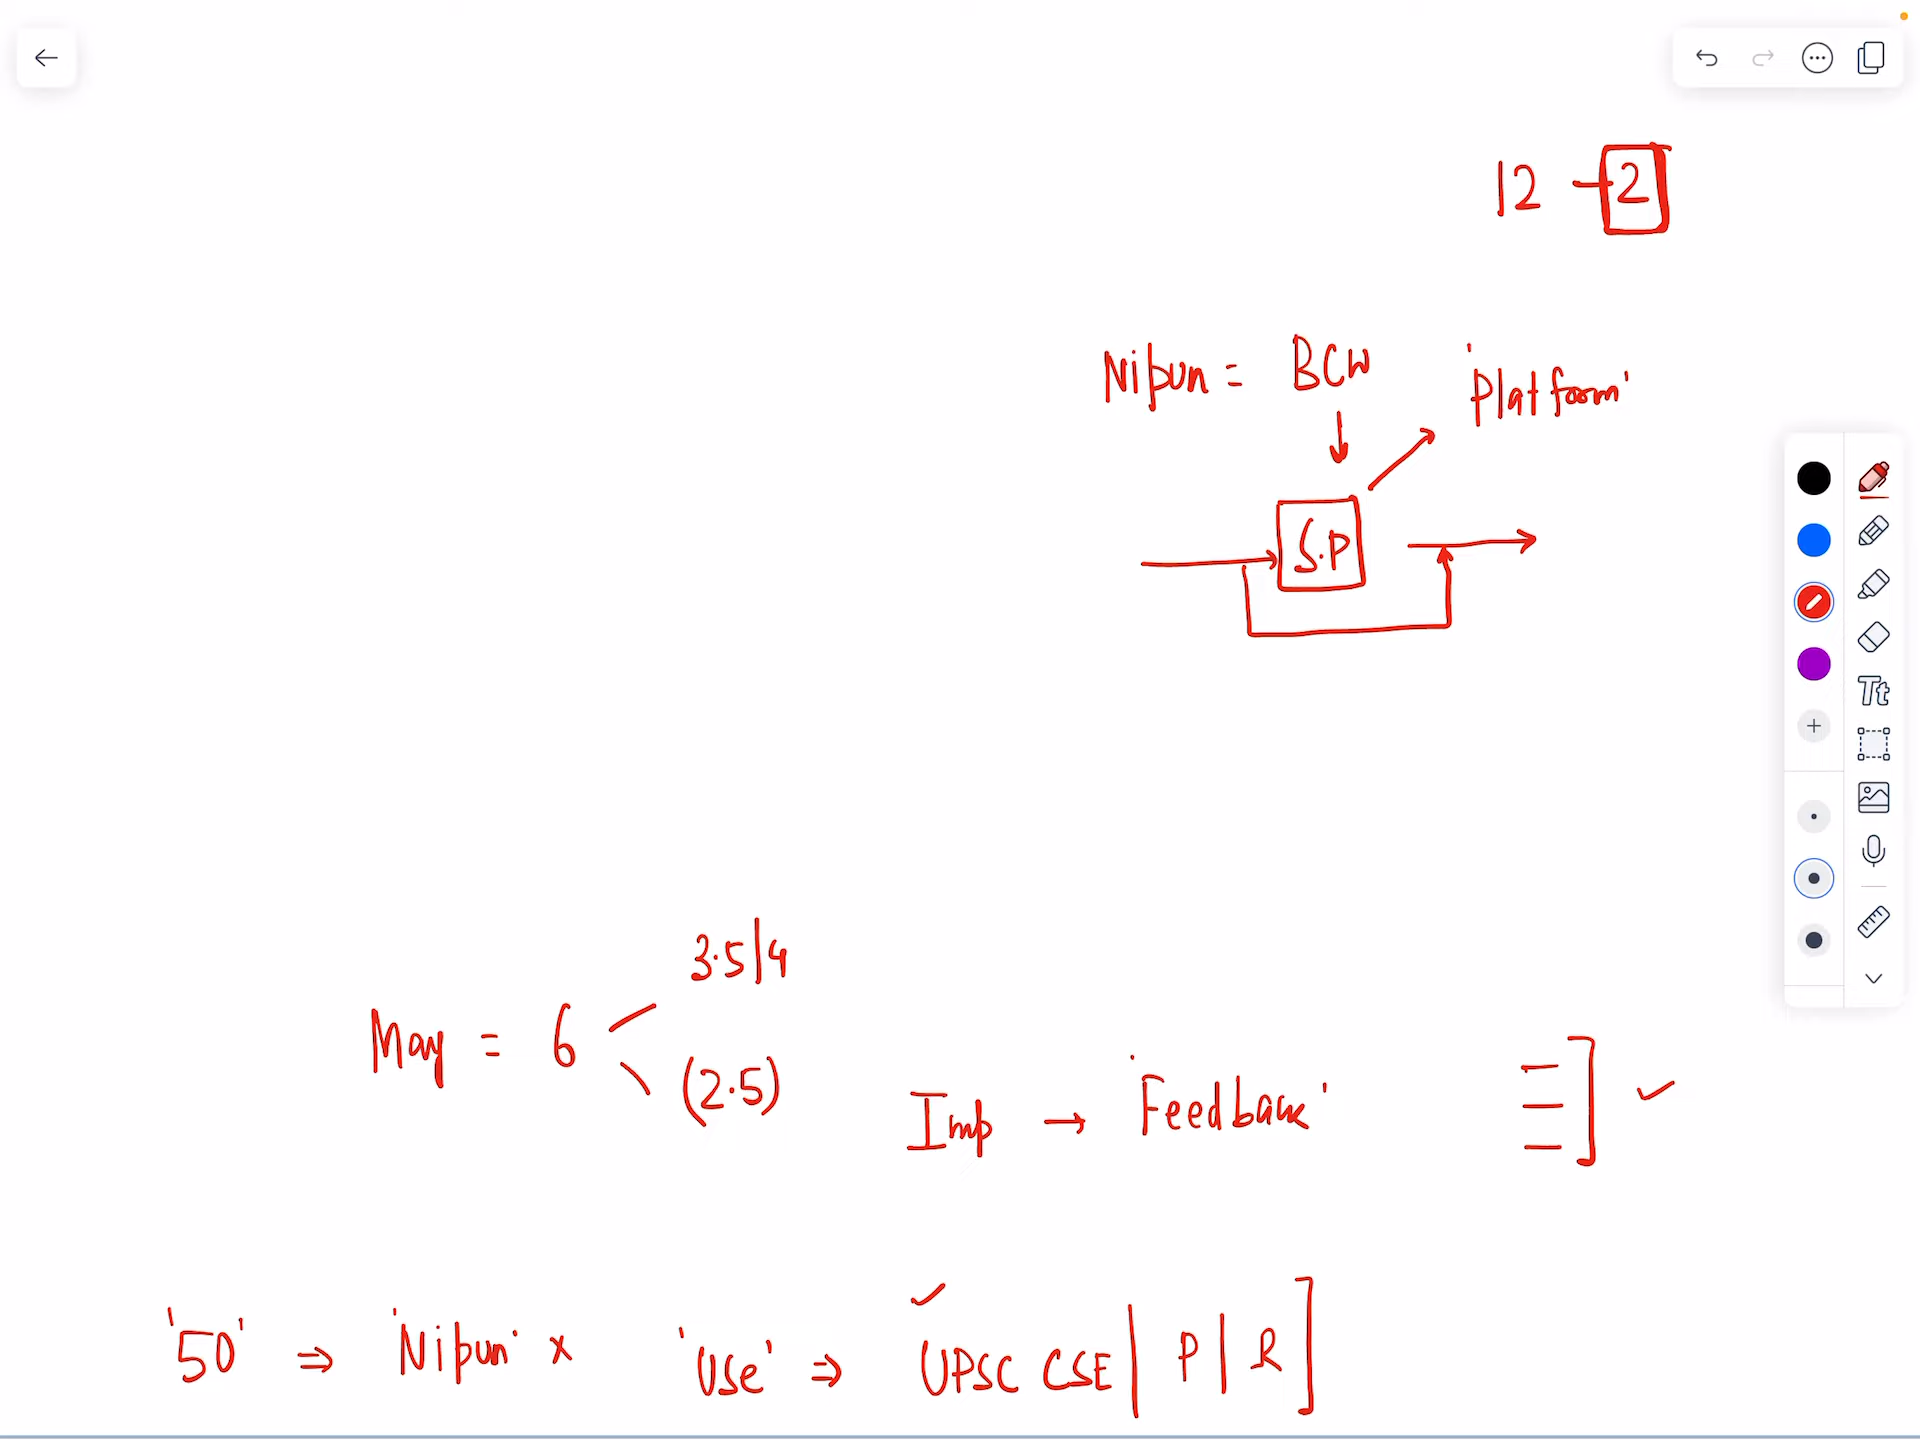 12 - 2
Nipun = BCW 'Platform'
S.P
3.5|4
May = 6
(2.5)
Imp → 'Feedback'
'50' ⇒ 'Nipun' x 'Use' ⇒ UPSC CSE | P | R ]
Tt